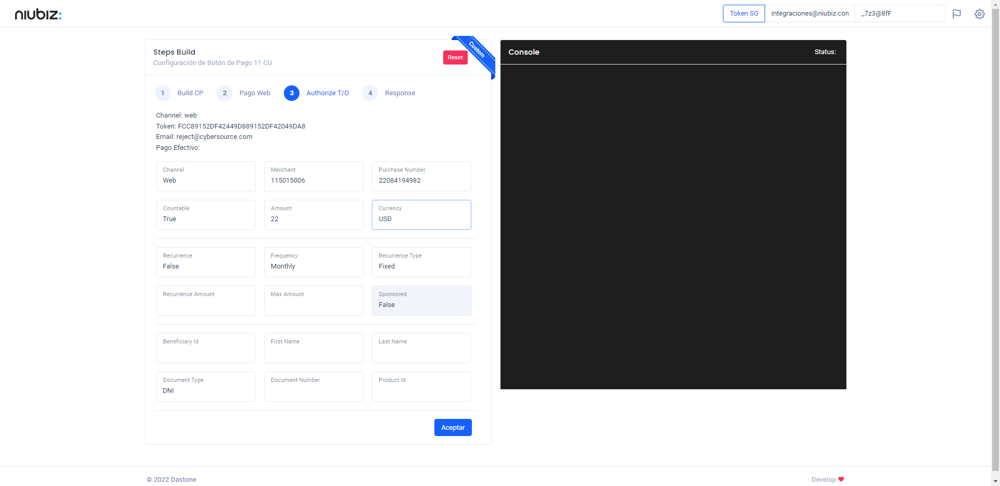 niubiz:
Token SG
integraciones@niubiz.con
_7z3@8fF
Steps Build
Configuración de Botón de Pago 11 CU
Reset
Custom
1 Build CP 2 Pago Web 3 Authorize T/O 4 Response
Channel: web
Token: FCC89152DF42449D889152DF42049DA8
Email: reject@cybersource.com
Pago Efectivo:
Channel Merchant Purchase Number
Web 115015006 22084194982
Countable Amount Currency
True 22 USD
Recurrence Frequency Recurrence Type
False Monthly Fixed
Recurrence Amount Max Amount Sponsored
False
Beneficiary Id First Name Last Name
Document Type Document Number Product Id
DNI
Aceptar
Console Status:
© 2022 Dastone
Develop